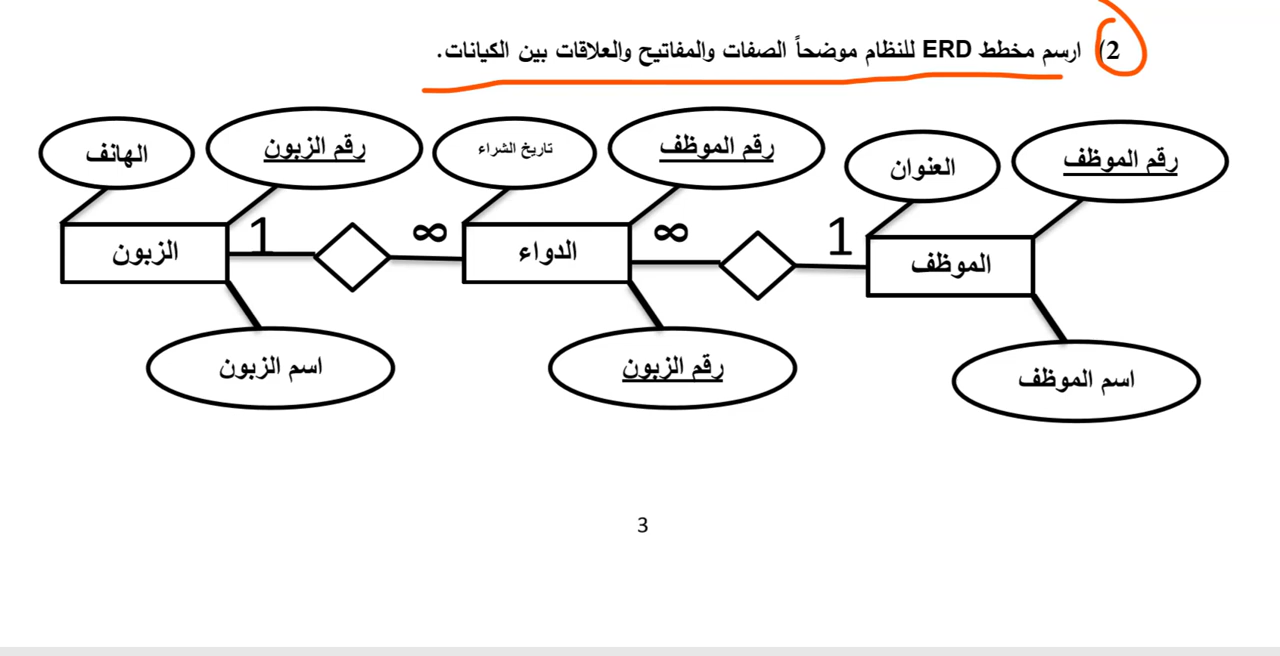 2) ارسم مخطط ERD للنظام موضحاً الصفات والمفاتيح والعلاقات بين الكيانات.
رقم الموظف
العنوان
رقم الموظف
تاريخ الشراء
رقم الزبون
الهاتف
الموظف
1
∞
الدواء
∞
1
الزبون
اسم الموظف
رقم الزبون
اسم الزبون
3